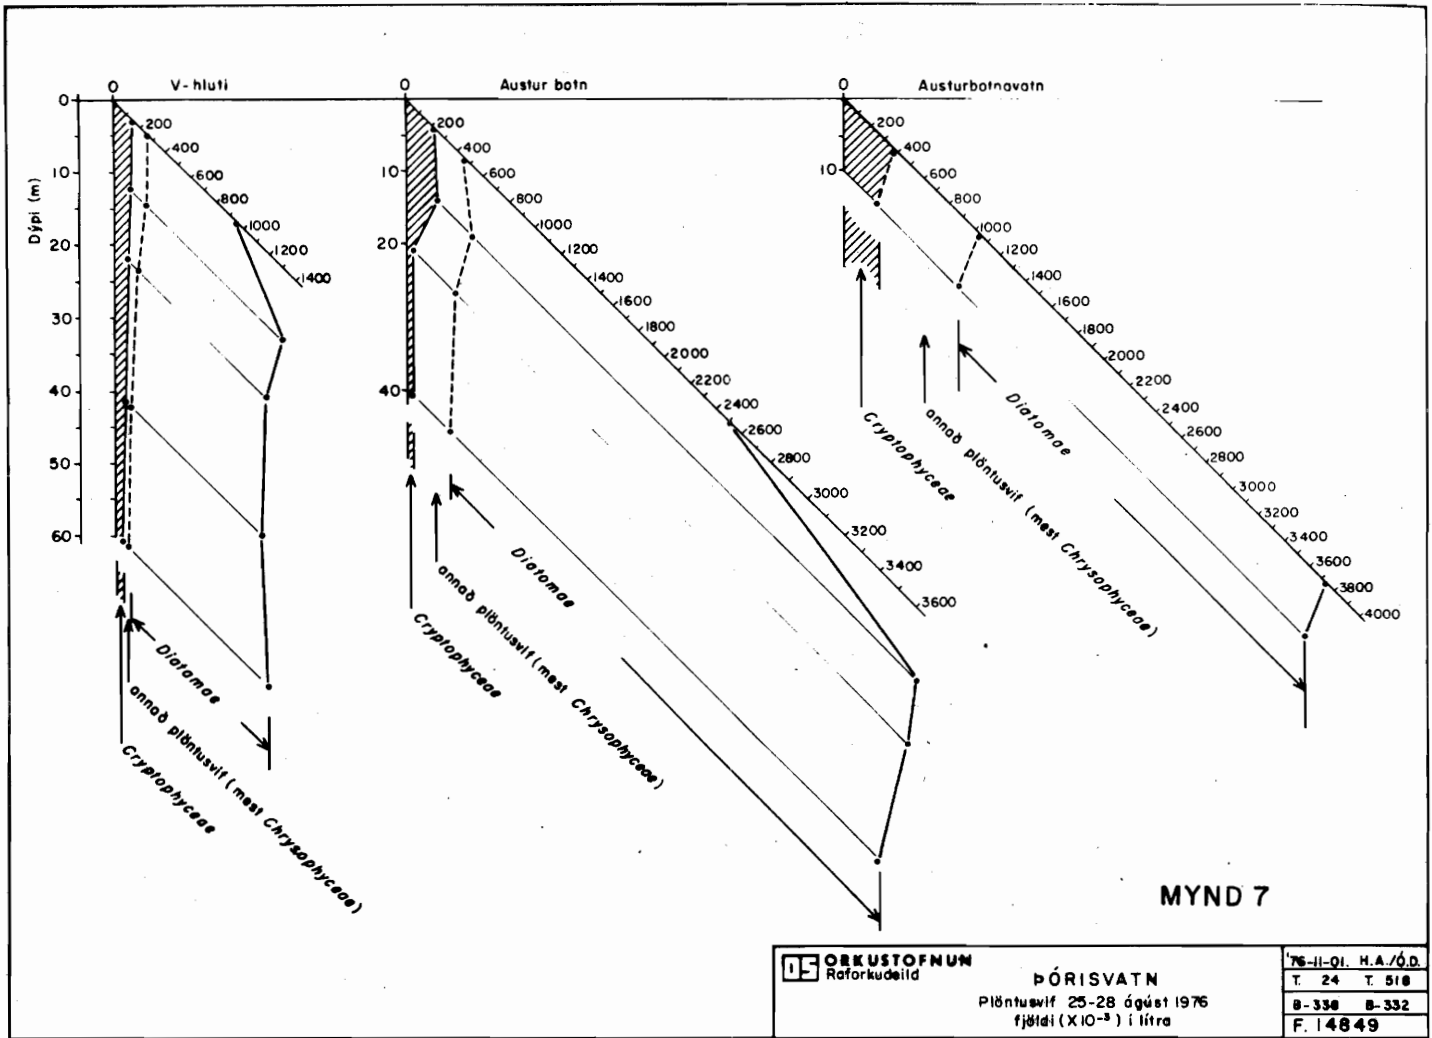 V-hluti
0
0
10
20
30
40
50
60
Dýpi (m)
200
400
600
800
1000
1200
1400
Diatamae
annað plöntusvif (mest Chrysophyceae)
Cryptophyceae
Austur botn
0
10
20
40
200
400
600
800
1000
1200
1400
1600
1800
2000
2200
2400
2600
2800
3000
3200
3400
3600
Diatomae
annað plöntusvif (mest Chrysophyceae)
Cryptophyceae
Austurbotnavatn
0
10
200
400
600
800
1000
1200
1400
1600
1800
2000
2200
2400
2600
2800
3000
3200
3400
3600
3800
4000
Diatomae
annað plöntusvif (mest Chrysophyceae)
Cryptophyceae
MYND 7
OS ORKUSTOFNUN
Raforkudeild
ÞÓRISVATN
Plöntusvif 25-28 ágúst 1976
fjöldi (X10⁻³) í lítra
'76-11-01. H.A./Ó.D.
T. 24 T. 518
B-338 B-332
F. 14849